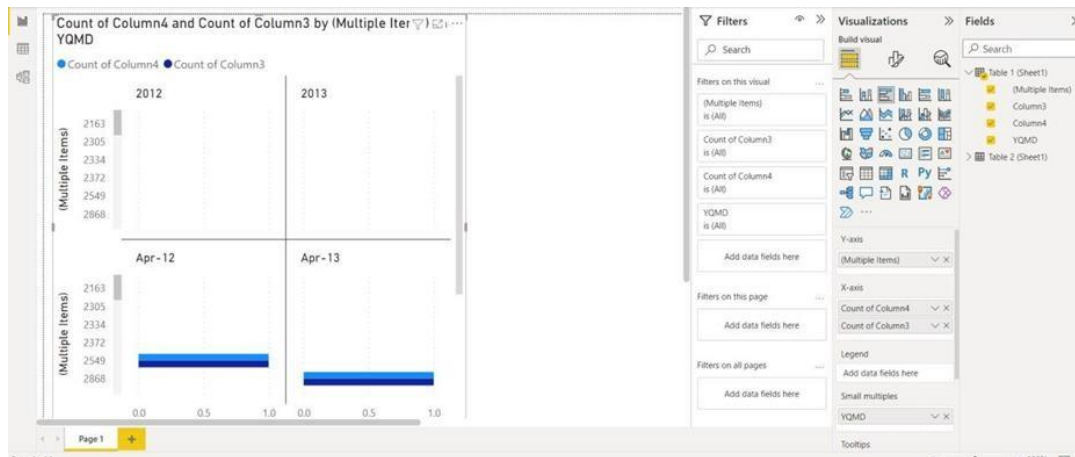 Count of Column4 and Count of Column3 by (Multiple Iter
YQMD
Count of Column4 Count of Column3
2012 2013
(Multiple Items)
2163
2305
2334
2372
2549
2868
Apr-12 Apr-13
(Multiple Items)
2163
2305
2334
2372
2549
2868
0.0 0.5 1.0 0.0 0.5 1.0
Page 1
Filters
Search
Filters on this visual
(Multiple Items)
is (All)
Count of Column3
is (All)
Count of Column4
is (All)
YQMD
is (All)
Add data fields here
Filters on this page
Add data fields here
Filters on all pages
Add data fields here
Visualizations
Build visual
R Py
Y-axis
(Multiple Items)
X-axis
Count of Column4
Count of Column3
Legend
Add data fields here
Small multiples
YQMD
Tooltips
Fields
Search
Table 1 (Sheet1)
(Multiple Items)
Column3
Column4
YQMD
Table 2 (Sheet1)